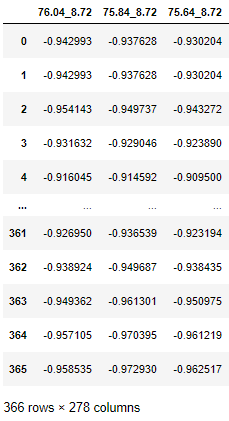 76.04_8.72 75.84_8.72 75.64_8.72
0 -0.942993 -0.937628 -0.930204
1 -0.942993 -0.937628 -0.930204
2 -0.954143 -0.949737 -0.943272
3 -0.931632 -0.929046 -0.923890
4 -0.916045 -0.914592 -0.909500
... ... ... ...
361 -0.926950 -0.936539 -0.923194
362 -0.938924 -0.949687 -0.938435
363 -0.949362 -0.961301 -0.950975
364 -0.957105 -0.970395 -0.961219
365 -0.958535 -0.972930 -0.962517
366 rows × 278 columns